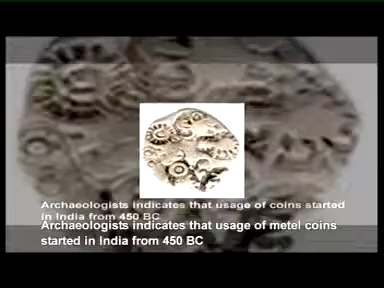 Archaeologists indicates that usage of coins started
in India from 450 BC
Archaeologists indicates that usage of metel coins
started in India from 450 BC